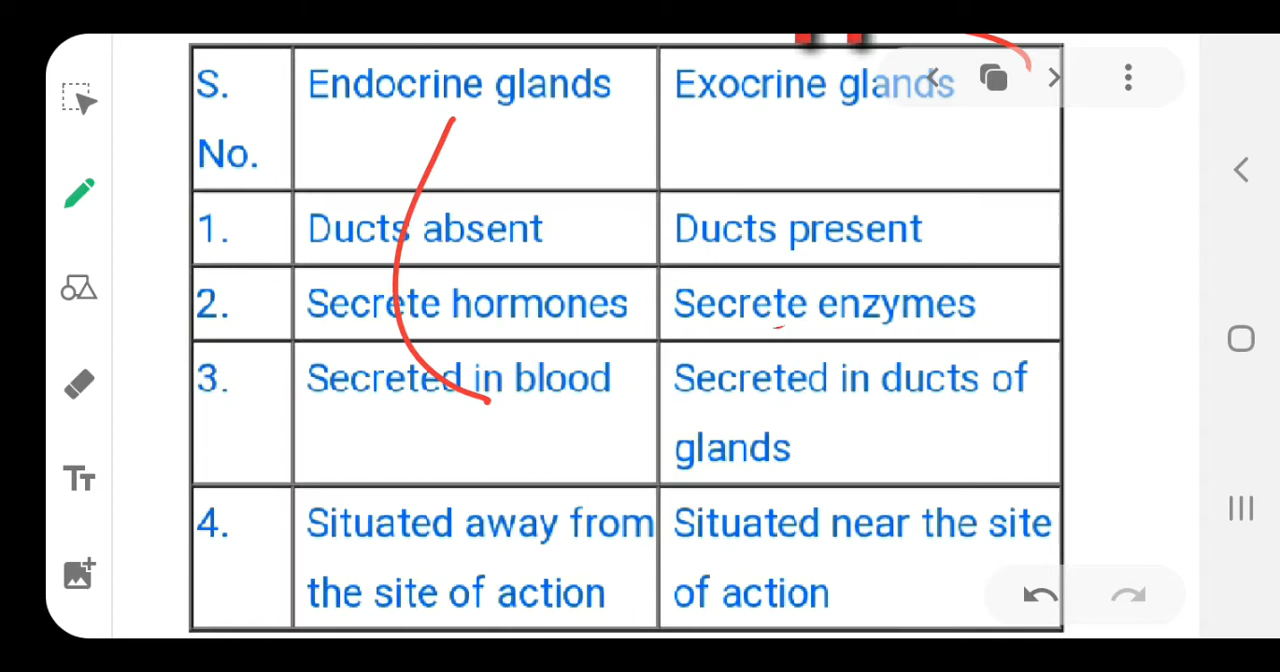 S. No. Endocrine glands Exocrine glands
1. Ducts absent Ducts present
2. Secrete hormones Secrete enzymes
3. Secreted in blood Secreted in ducts of
glands
4. Situated away from Situated near the site
the site of action of action
TT